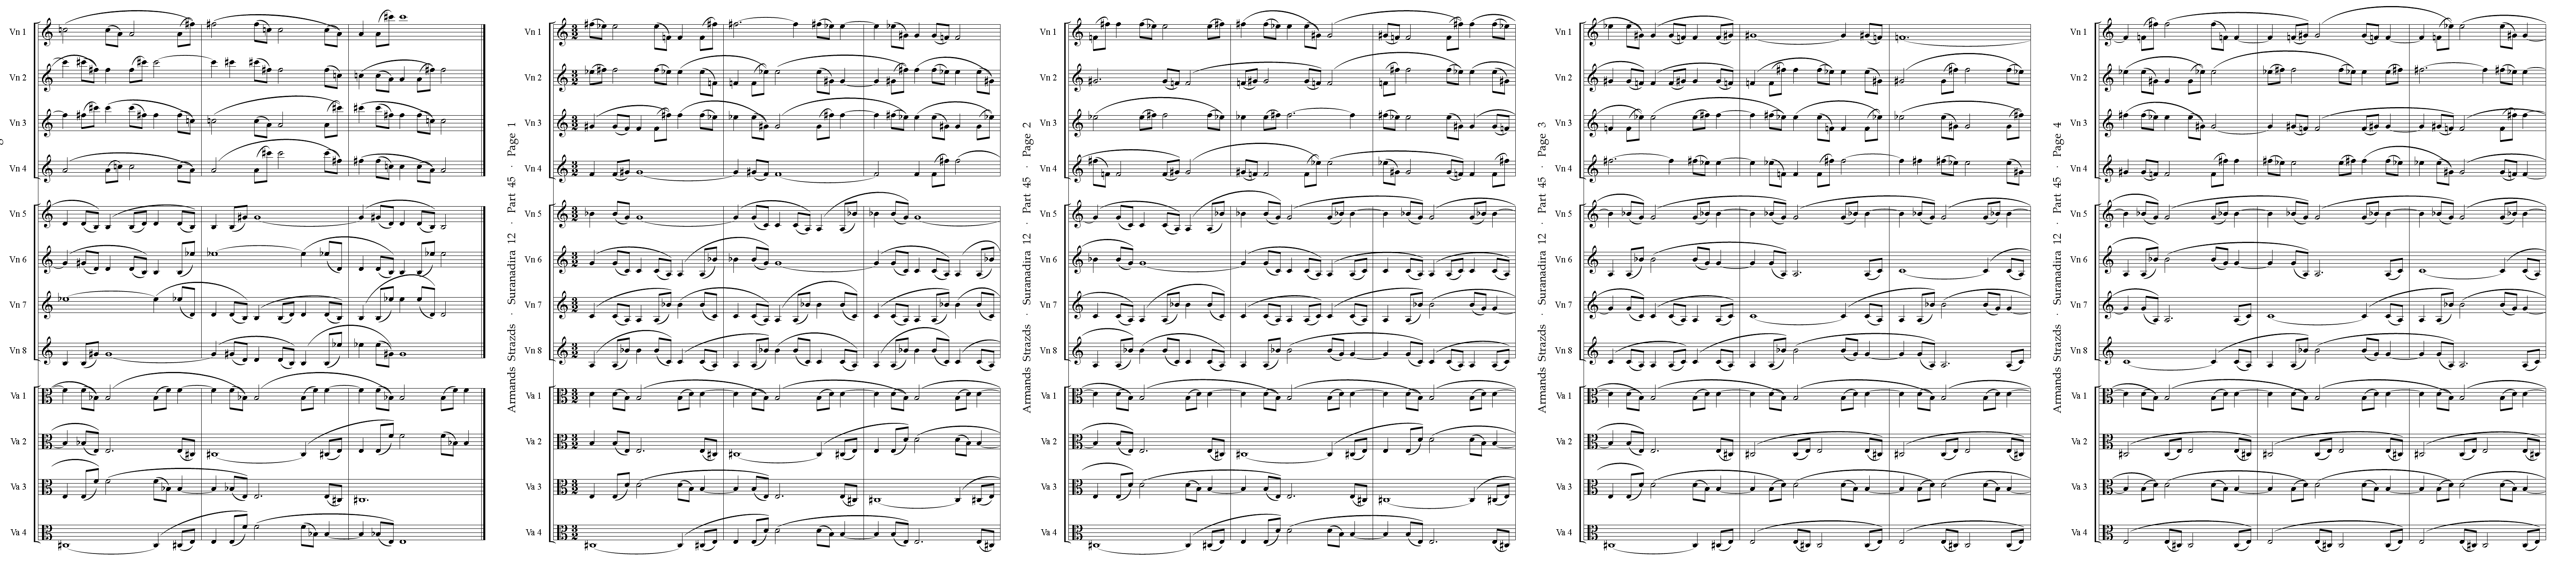 Vn 1
Vn 2
Vn 3
Vn 4
Vn 5
Vn 6
Vn 7
Vn 8
Va 1
Va 2
Va 3
Va 4
Armands Strazds · Suranadira 12 · Part 45 · Page 1
Vn 1
Vn 2
Vn 3
Vn 4
Vn 5
Vn 6
Vn 7
Vn 8
Va 1
Va 2
Va 3
Va 4
Armands Strazds · Suranadira 12 · Part 45 · Page 2
Vn 1
Vn 2
Vn 3
Vn 4
Vn 5
Vn 6
Vn 7
Vn 8
Va 1
Va 2
Va 3
Va 4
Armands Strazds · Suranadira 12 · Part 45 · Page 3
Vn 1
Vn 2
Vn 3
Vn 4
Vn 5
Vn 6
Vn 7
Vn 8
Va 1
Va 2
Va 3
Va 4
Armands Strazds · Suranadira 12 · Part 45 · Page 4
Vn 1
Vn 2
Vn 3
Vn 4
Vn 5
Vn 6
Vn 7
Vn 8
Va 1
Va 2
Va 3
Va 4